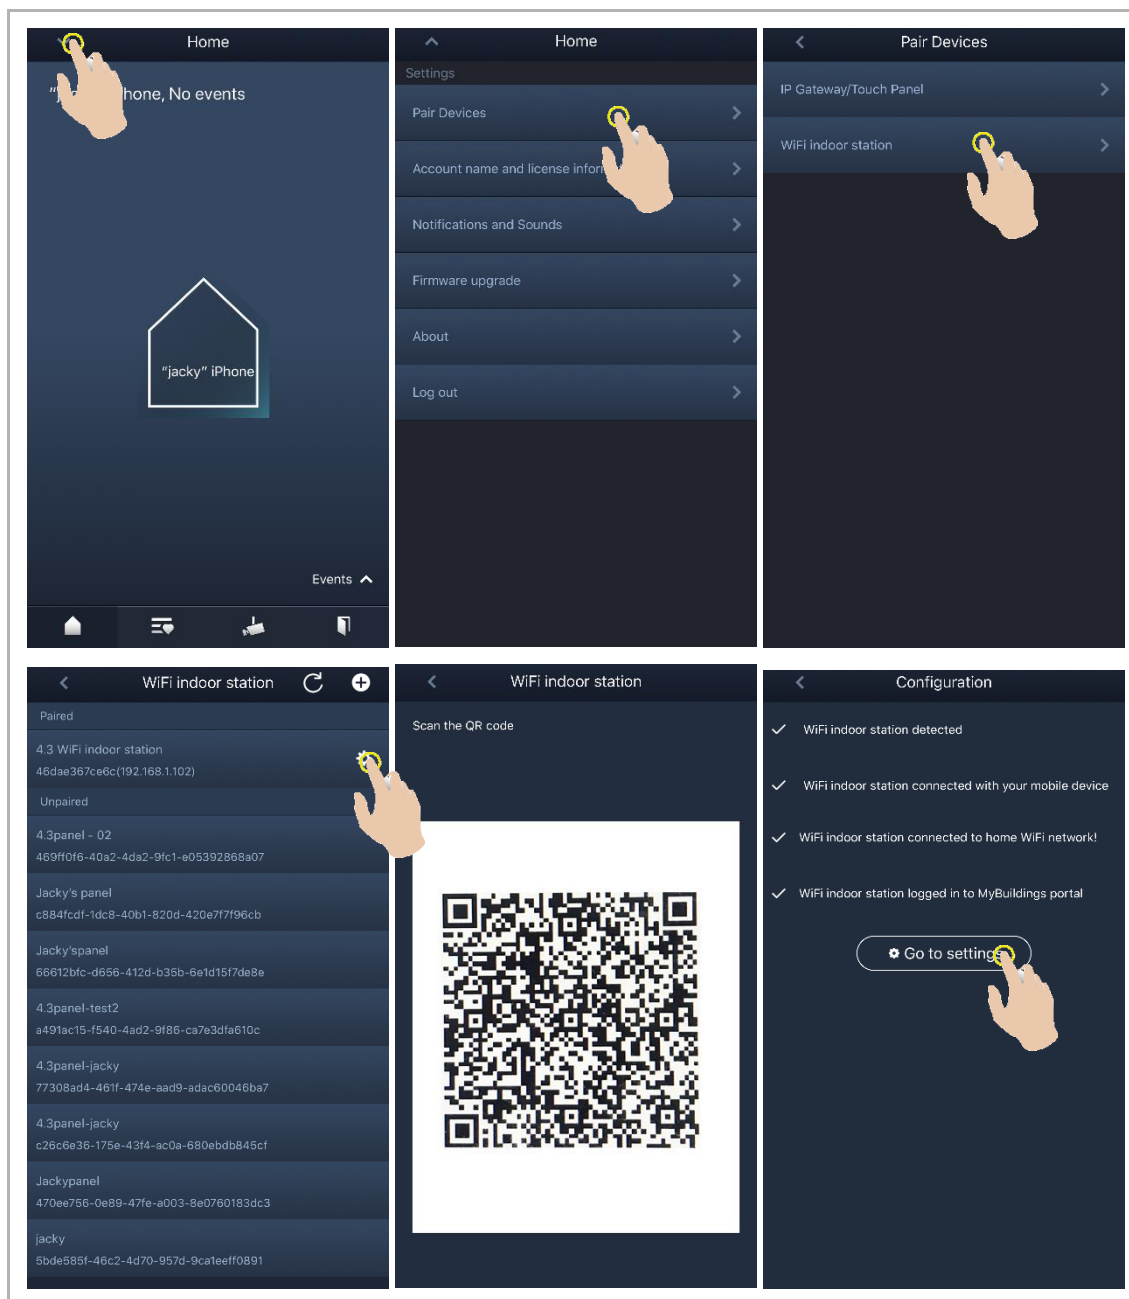 Home
hone, No events
"jacky" iPhone
Events
Home
Settings
Pair Devices
Account name and license infor
Notifications and Sounds
Firmware upgrade
About
Log out
Pair Devices
IP Gateway/Touch Panel
WiFi indoor station
WiFi indoor station
Paired
4.3 WiFi indoor station
46dae367ce6c(192.168.1.102)
Unpaired
4.3panel - 02
469ff0f6-40a2-4da2-9fc1-e05392868a07
Jacky's panel
c884fcdf-1dc8-40b1-820d-420e7f7f96cb
Jacky'spanel
66612bfc-d656-412d-b35b-6e1d15f7de8e
4.3panel-test2
a491ac15-f540-4ad2-9f86-ca7e3dfa610c
4.3panel-jacky
77308ad4-461f-474e-aad9-adac60046ba7
4.3panel-jacky
c26c6e36-175e-43f4-ac0a-680ebdb845cf
Jackypanel
470ee756-0e89-47fe-a003-8e0760183dc3
jacky
5bde585f-46c2-4d70-957d-9ca1eeff0891
WiFi indoor station
Scan the QR code
Configuration
WiFi indoor station detected
WiFi indoor station connected with your mobile device
WiFi indoor station connected to home WiFi network!
WiFi indoor station logged in to MyBuildings portal
Go to settings